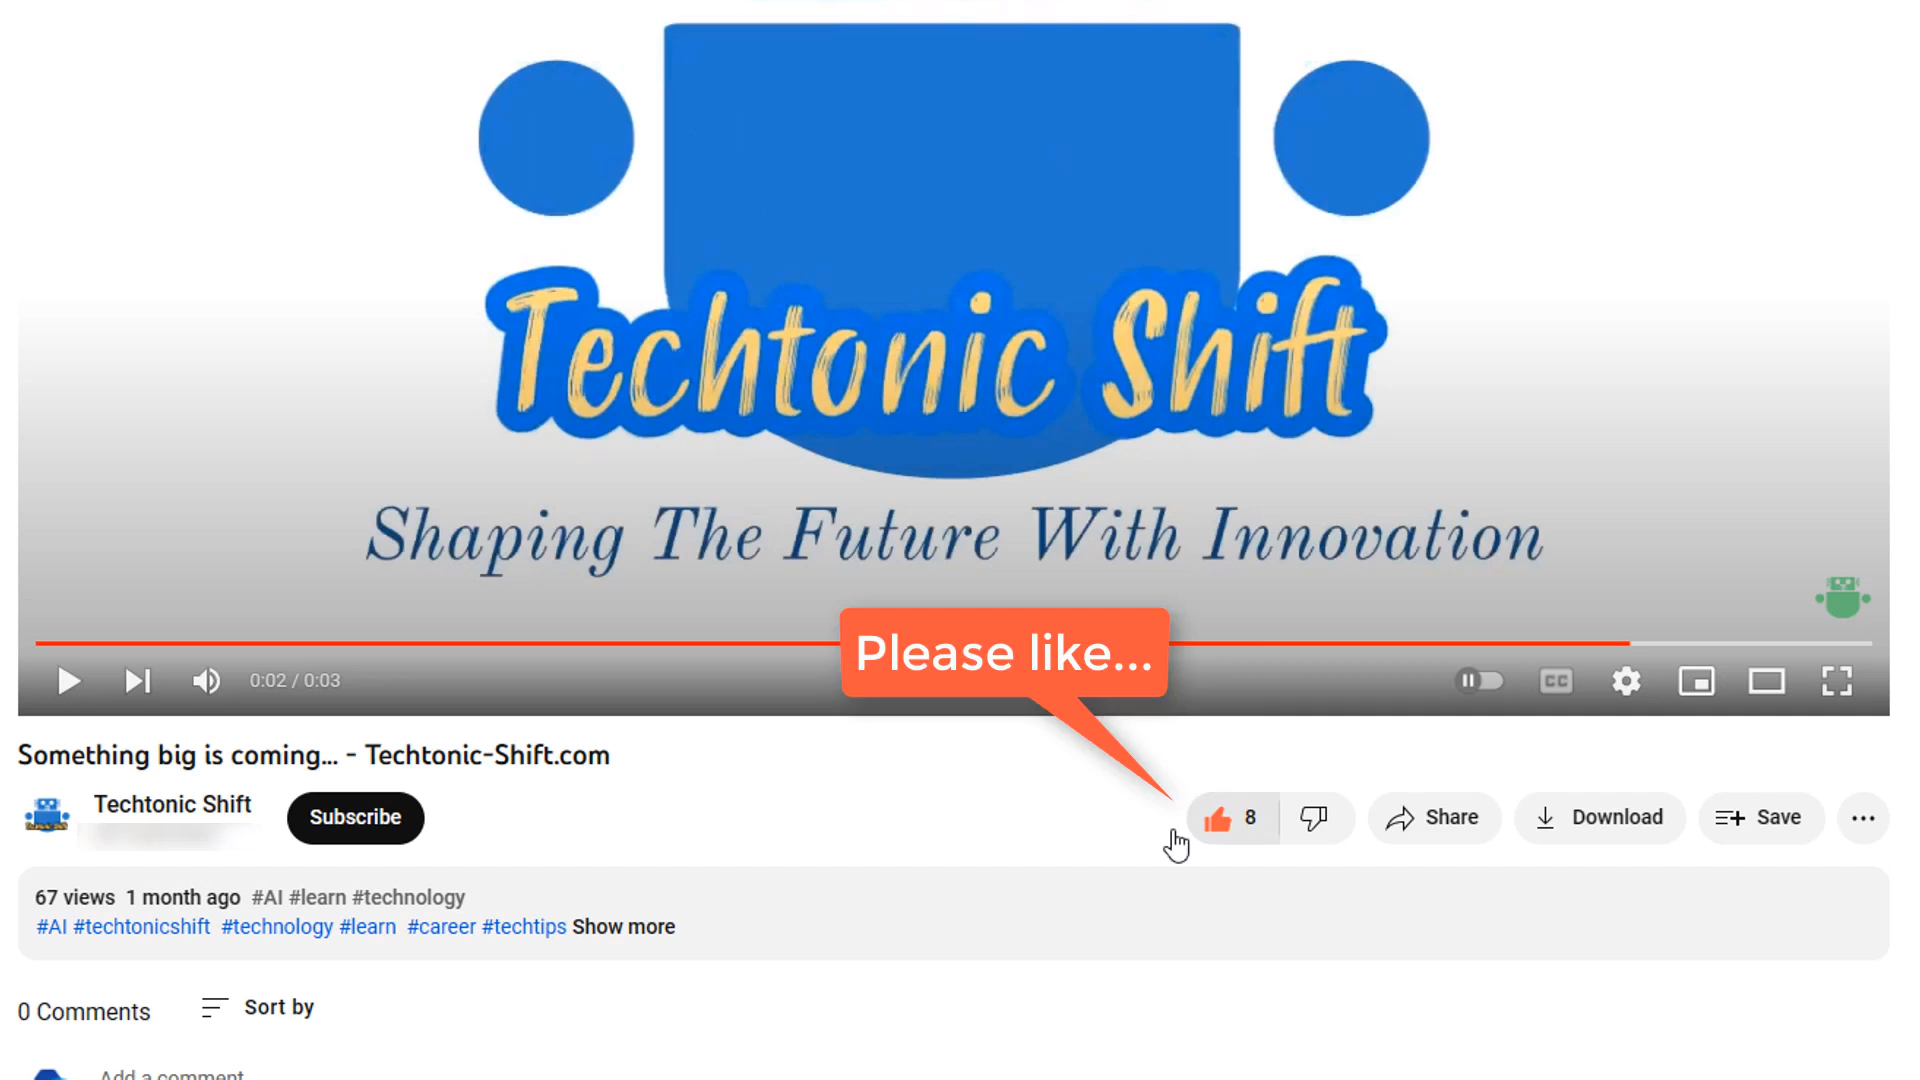 Techtonic Shift
Shaping The Future With Innovation
Please like...
0:02 / 0:03
CC
Something big is coming... - Techtonic-Shift.com
Techtonic Shift
Subscribe
8
Share
Download
Save
67 views 1 month ago #AI #learn #technology
#AI #techtonicshift #technology #learn #career #techtips Show more
0 Comments
Sort by
Add a comment